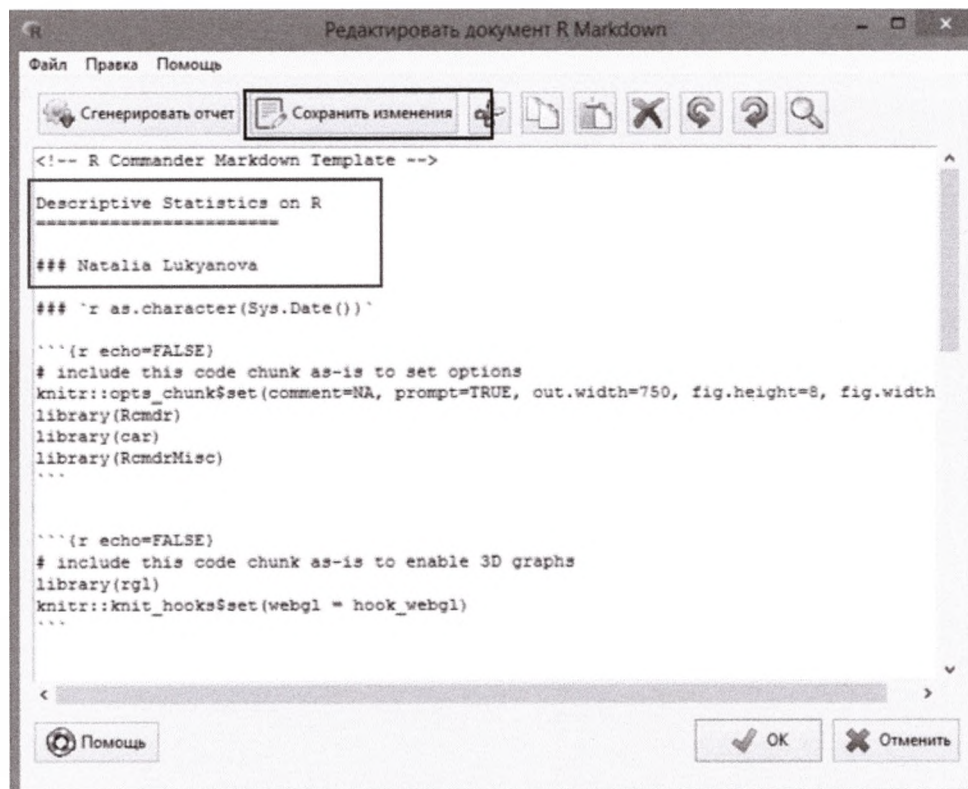 Редактировать документ R Markdown
Файл Правка Помощь
Сгенерировать отчет Сохранить изменения
<!-- R Commander Markdown Template -->
Descriptive Statistics on R
=======================
### Natalia Lukyanova
### `r as.character(Sys.Date())`
```{r echo=FALSE}
# include this code chunk as-is to set options
knitr::opts_chunk$set(comment=NA, prompt=TRUE, out.width=750, fig.height=8, fig.width
library(Rcmdr)
library(car)
library(RcmdrMisc)
```
```{r echo=FALSE}
# include this code chunk as-is to enable 3D graphs
library(rgl)
knitr::knit_hooks$set(webgl = hook_webgl)
```
Помощь OK Отменить